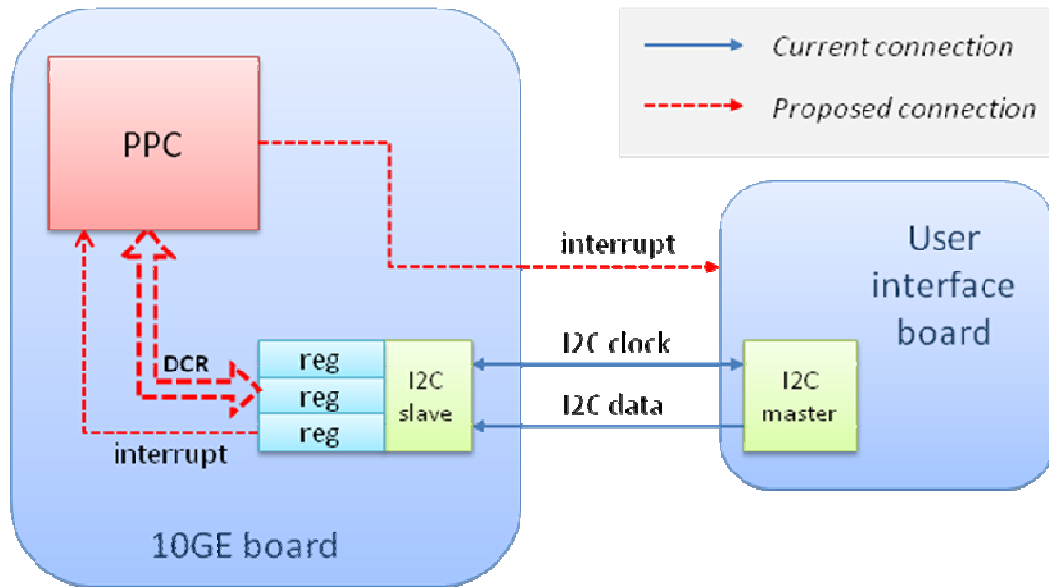 Current connection
Proposed connection
PPC
interrupt
User
interface
board
DCR
I2C clock
reg
reg
reg
I2C
slave
I2C data
I2C
master
interrupt
10GE board